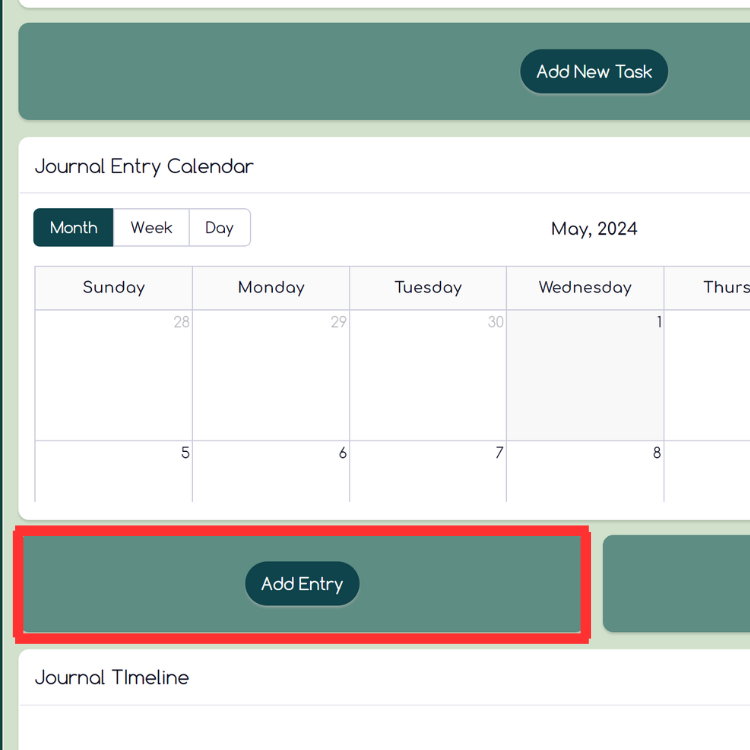 Add New Task
Journal Entry Calendar
Month Week Day May, 2024
Sunday Monday Tuesday Wednesday Thurs
28 29 30 1
5 6 7 8
Add Entry
Journal TImeline